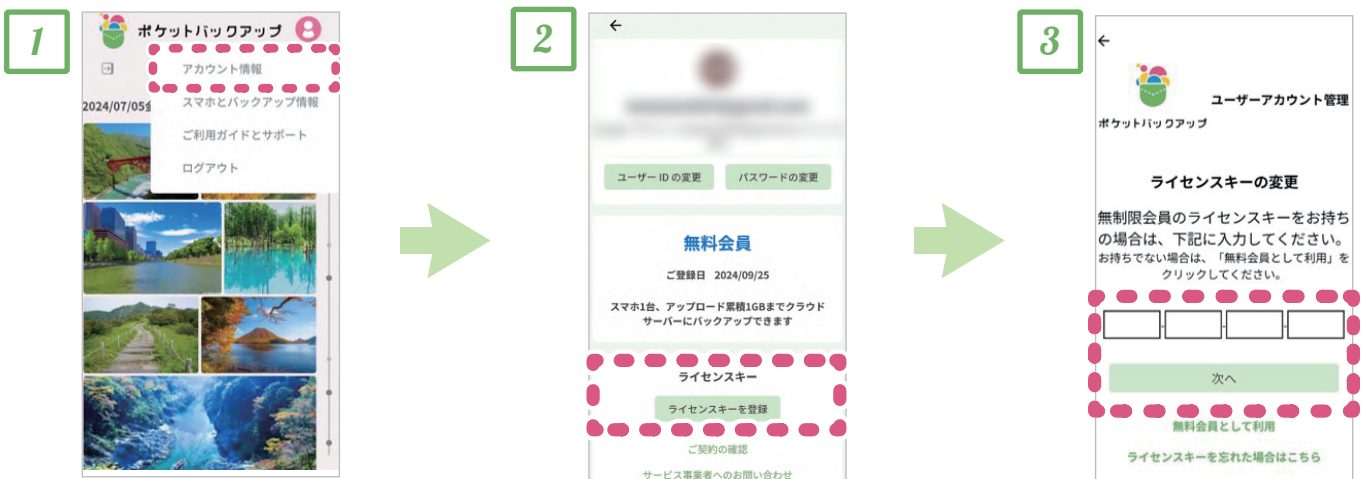 1
ポケットバックアップ
アカウント情報
2024/07/05金
スマホとバックアップ情報
ご利用ガイドとサポート
ログアウト
2
ユーザー ID の変更
パスワードの変更
無料会員
ご登録日 2024/09/25
スマホ1台、アップロード累積1GBまでクラウド
サーバーにバックアップできます
ライセンスキー
ライセンスキーを登録
ご契約の確認
サービス事業者へのお問い合わせ
3
ユーザーアカウント管理
ポケットバックアップ
ライセンスキーの変更
無制限会員のライセンスキーをお持ち
の場合は、下記に入力してください。
お持ちでない場合は、「無料会員として利用」を
クリックしてください。
次へ
無料会員として利用
ライセンスキーを忘れた場合はこちら